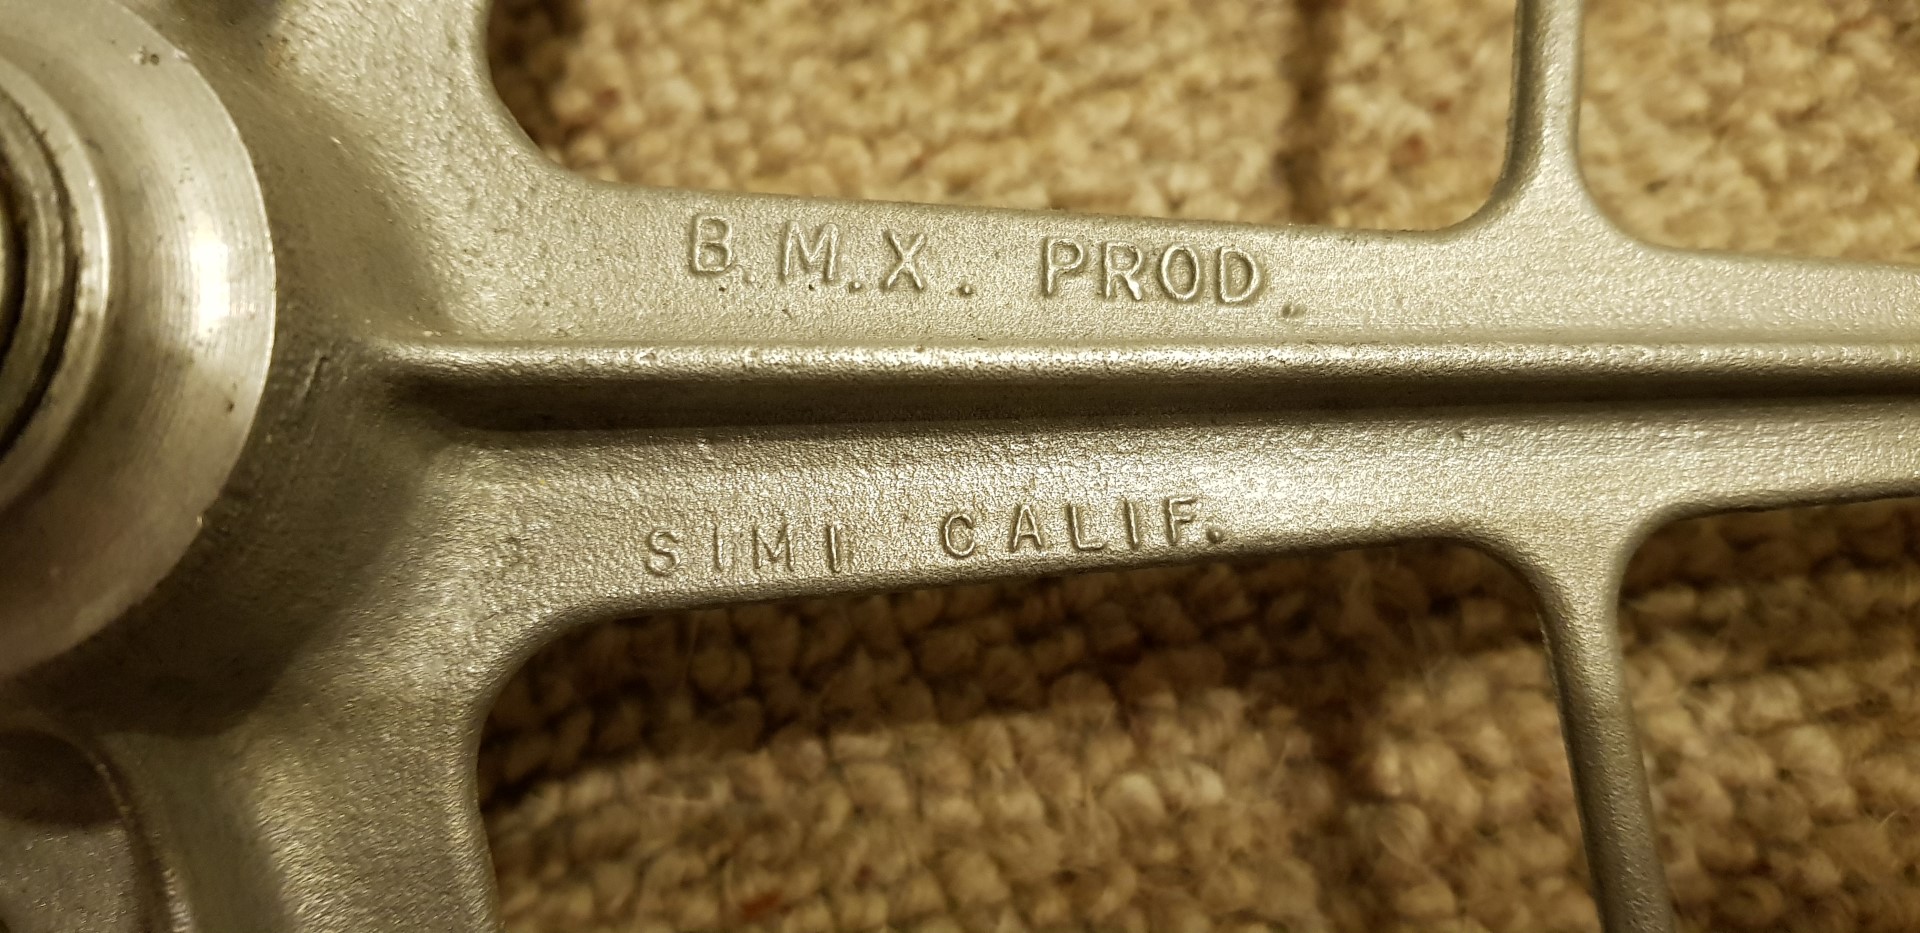 B.M.X. PROD.
SIMI CALIF.